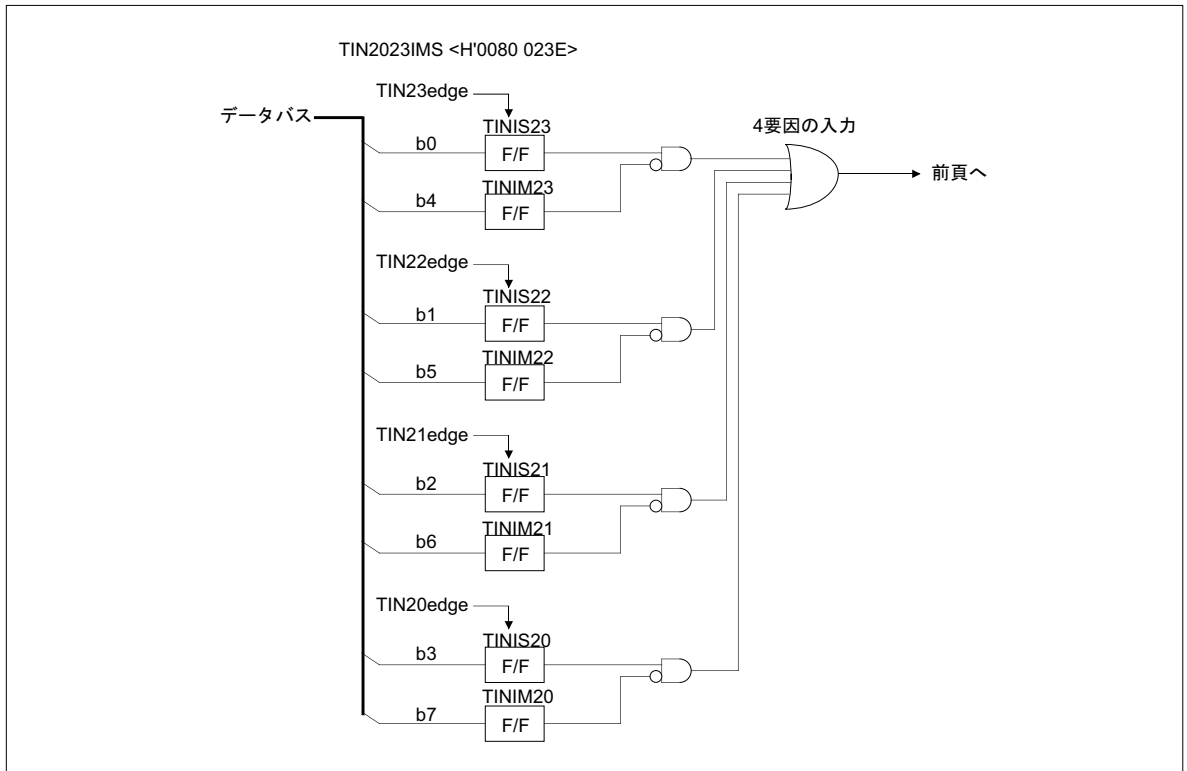 TIN2023IMS <H'0080 023E>
TIN23edge
データバス
TINIS23
4要因の入力
b0
F/F
前頁へ
TINIM23
b4
F/F
TIN22edge
TINIS22
b1
F/F
TINIM22
b5
F/F
TIN21edge
TINIS21
b2
F/F
TINIM21
b6
F/F
TIN20edge
TINIS20
b3
F/F
TINIM20
b7
F/F